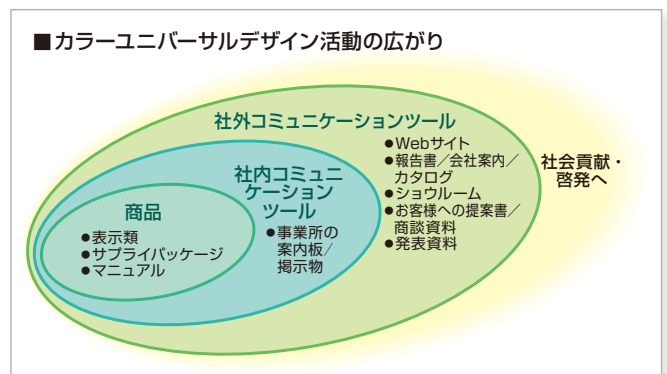 ■カラーユニバーサルデザイン活動の広がり
社外コミュニケーションツール
●Webサイト
●報告書／会社案内／
カタログ
●ショウルーム
●お客様への提案書／
商談資料
●発表資料
社会貢献・
啓発へ
社内コミュニ
ケーション
ツール
●事業所の
案内板／
掲示物
商品
●表示類
●サプライパッケージ
●マニュアル